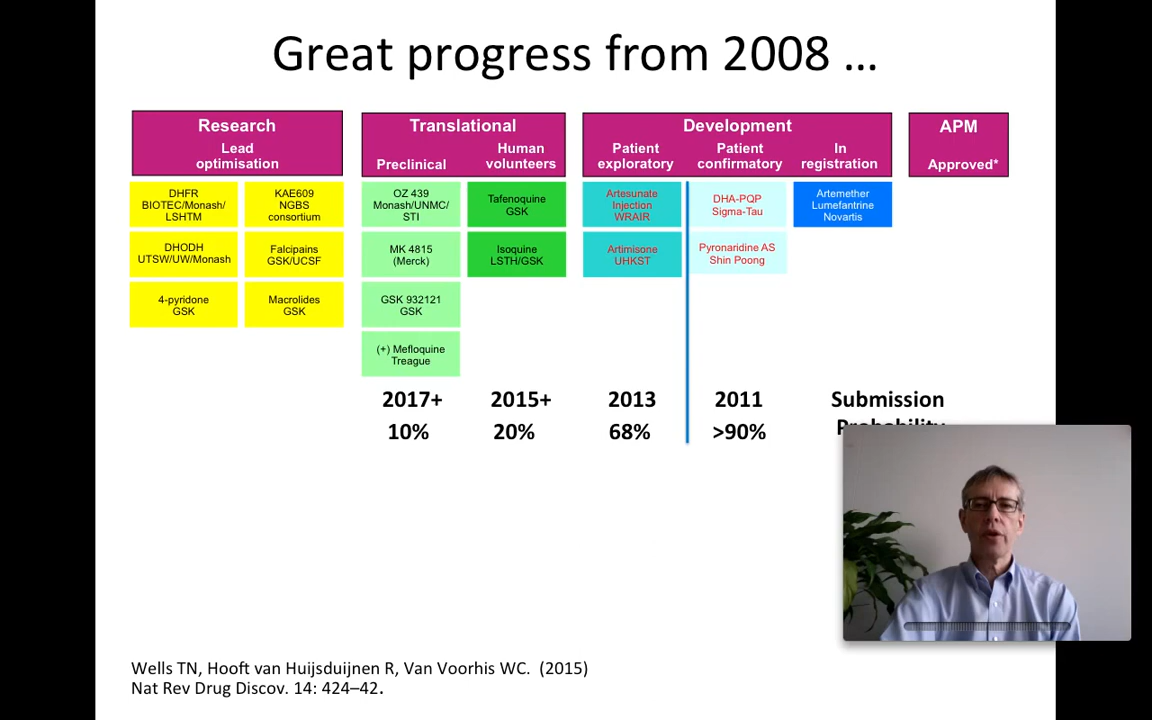 Great progress from 2008 ...
Research
Lead
optimisation
Translational
Preclinical
Human
volunteers
Development
Patient
exploratory
Patient
confirmatory
In
registration
APM
Approved*
DHFR
BIOTEC/Monash/
LSHTM
KAE609
NGBS
consortium
DHODH
UTSW/UW/Monash
Falcipains
GSK/UCSF
4-pyridone
GSK
Macrolides
GSK
OZ 439
Monash/UNMC/
STI
MK 4815
(Merck)
GSK 932121
GSK
(+) Mefloquine
Treague
Tafenoquine
GSK
Isoquine
LSTH/GSK
Artesunate
Injection
WRAIR
Artimisone
UHKST
DHA-PQP
Sigma-Tau
Pyronaridine AS
Shin Poong
Artemether
Lumefantrine
Novartis
2017+ 2015+ 2013 2011 Submission
10% 20% 68% >90% Probability
Wells TN, Hooft van Huijsduijnen R, Van Voorhis WC. (2015)
Nat Rev Drug Discov. 14: 424–42.